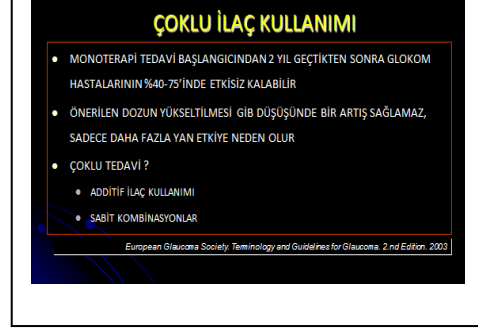 ÇOKLU İLAÇ KULLANIMI
MONOTERAPİ TEDAVİ BAŞLANGICINDAN 2 YIL GEÇTİKTEN SONRA GLOKOM
HASTALARININ %40-75'İNDE ETKİSİZ KALABİLİR
ÖNERİLEN DOZUN YÜKSELTİLMESİ GİB DÜŞÜŞÜNDE BİR ARTIŞ SAĞLAMAZ,
SADECE DAHA FAZLA YAN ETKİYE NEDEN OLUR
ÇOKLU TEDAVİ ?
ADDİTİF İLAÇ KULLANIMI
SABİT KOMBİNASYONLAR
European Glaucoma Society. Terminology and Guidelines for Glaucoma. 2.nd Edition. 2003